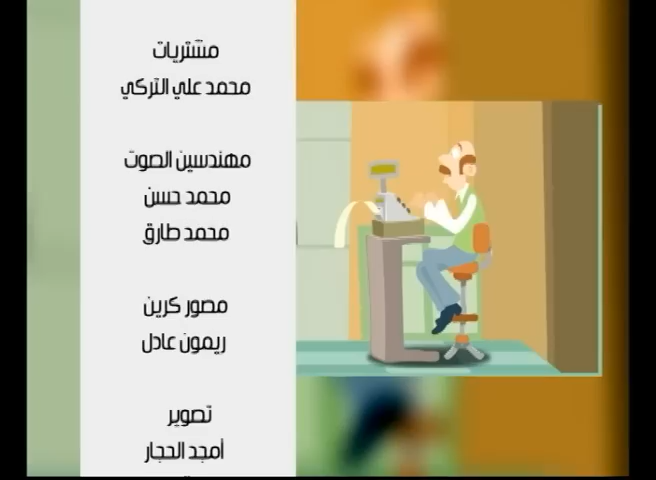 مشتريات
محمد علي التركي
مهندسين الصوت
محمد حسن
محمد طارق
مصور كرين
ريمون عادل
تصوير
أمجد الحجار